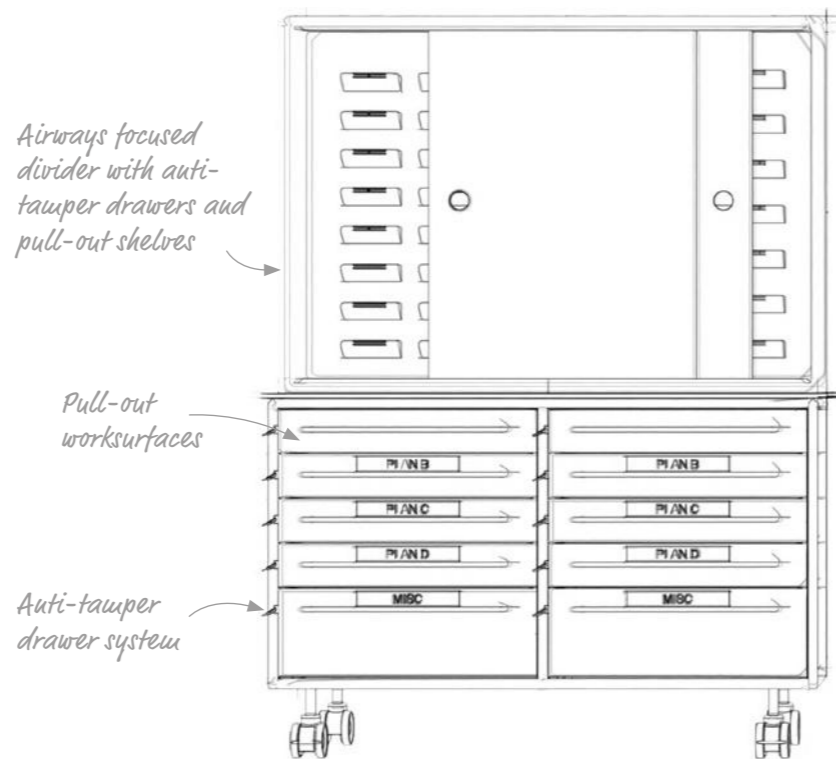 Airways focused
divider with anti-
tamper drawers and
pull-out shelves
Pull-out
worksurfaces
PLAN B
PLAN B
PLAN C
PLAN C
PLAN D
PLAN D
MISC
MISC
Anti-tamper
drawer system